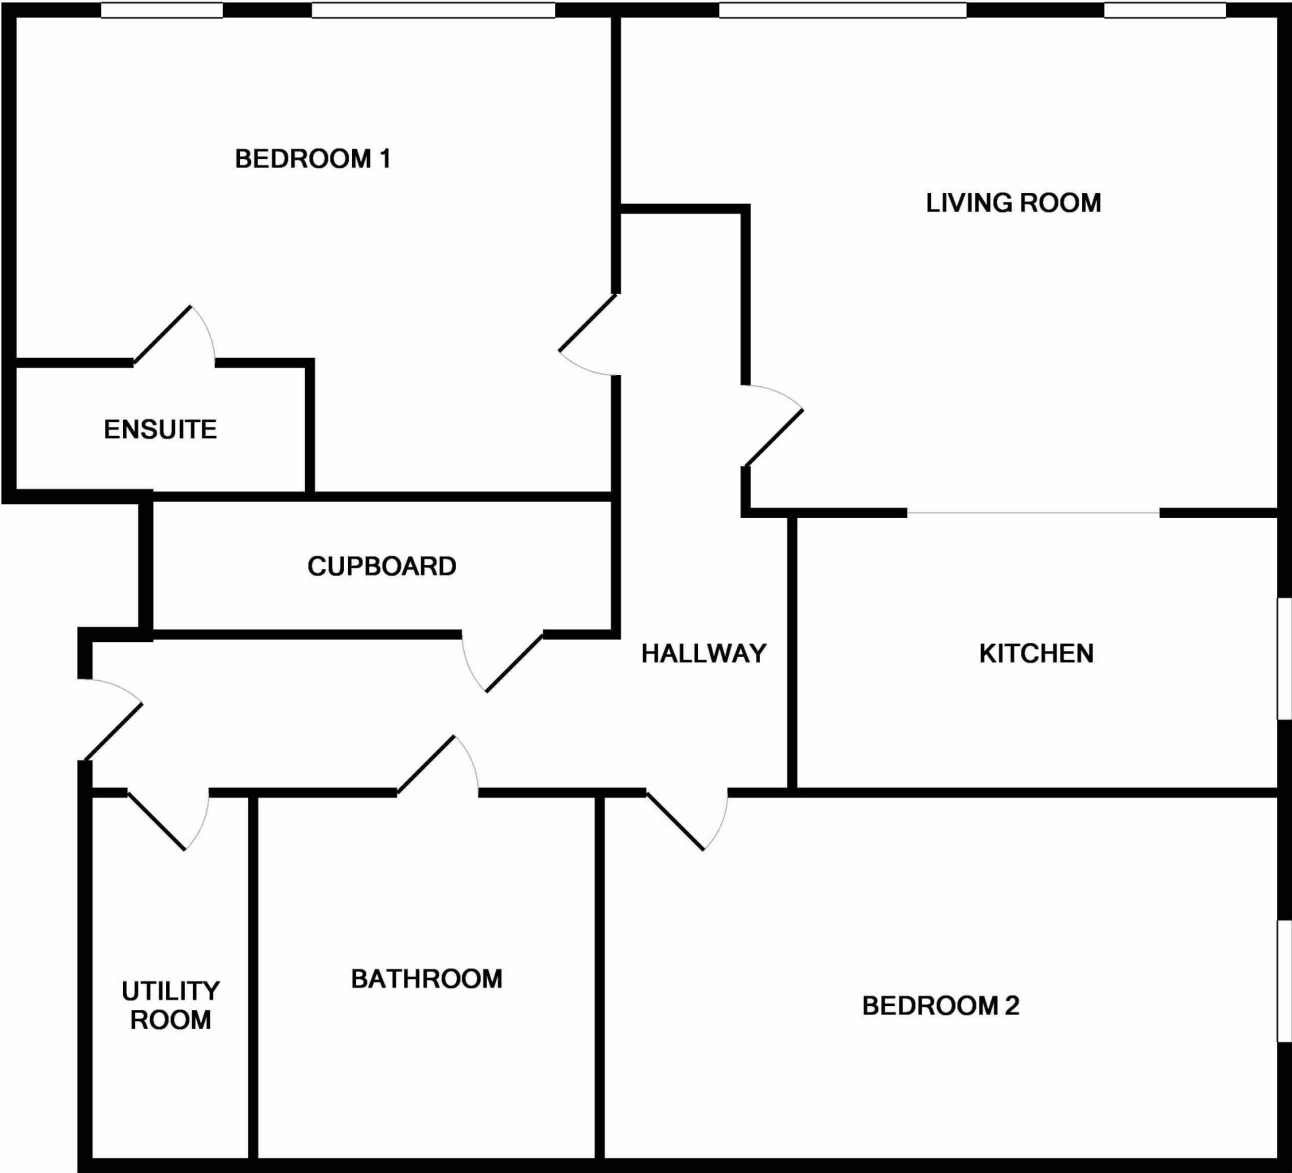 BEDROOM 1
LIVING ROOM
ENSUITE
CUPBOARD
HALLWAY
KITCHEN
UTILITY
ROOM
BATHROOM
BEDROOM 2